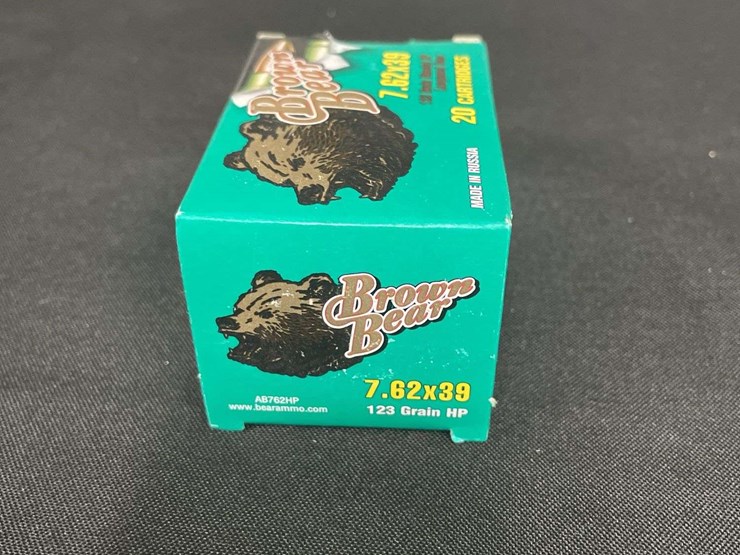 Brown
Bear
7.62x39
20 CARTRIDGES
MADE IN RUSSIA
Brown
Bear
7.62x39
123 Grain HP
AB762HP
www.bearammo.com